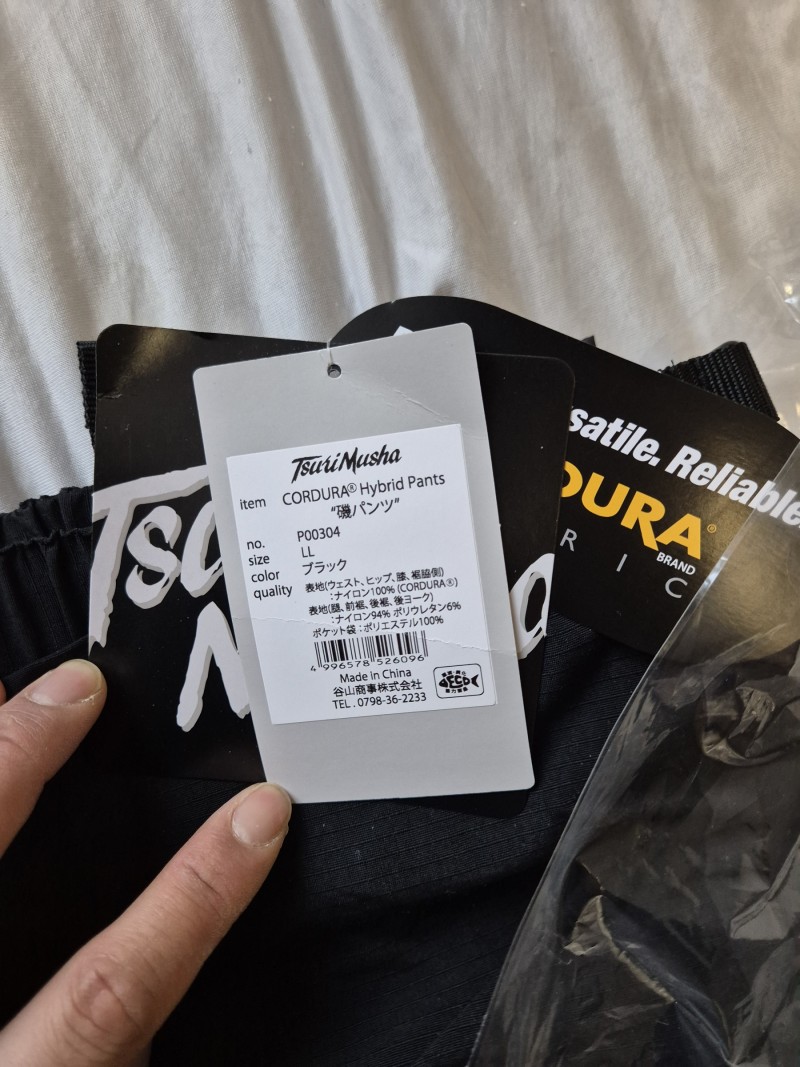 TsuriMusha
item CORDURA® Hybrid Pants
“磯パンツ”
no. P00304
size LL
color ブラック
quality 表地(ウェスト、ヒップ、膝、裾脇側)
:ナイロン100% (CORDURA®)
表地(腿、前裾、後裾、後ヨーク)
:ナイロン94% ポリウレタン6%
ポケット袋:ポリエステル100%
4 996578 526096
Made in China
谷山商事株式会社
TEL . 0798-36-2233
satile. Reliable
DURA®
BRAND
R I C